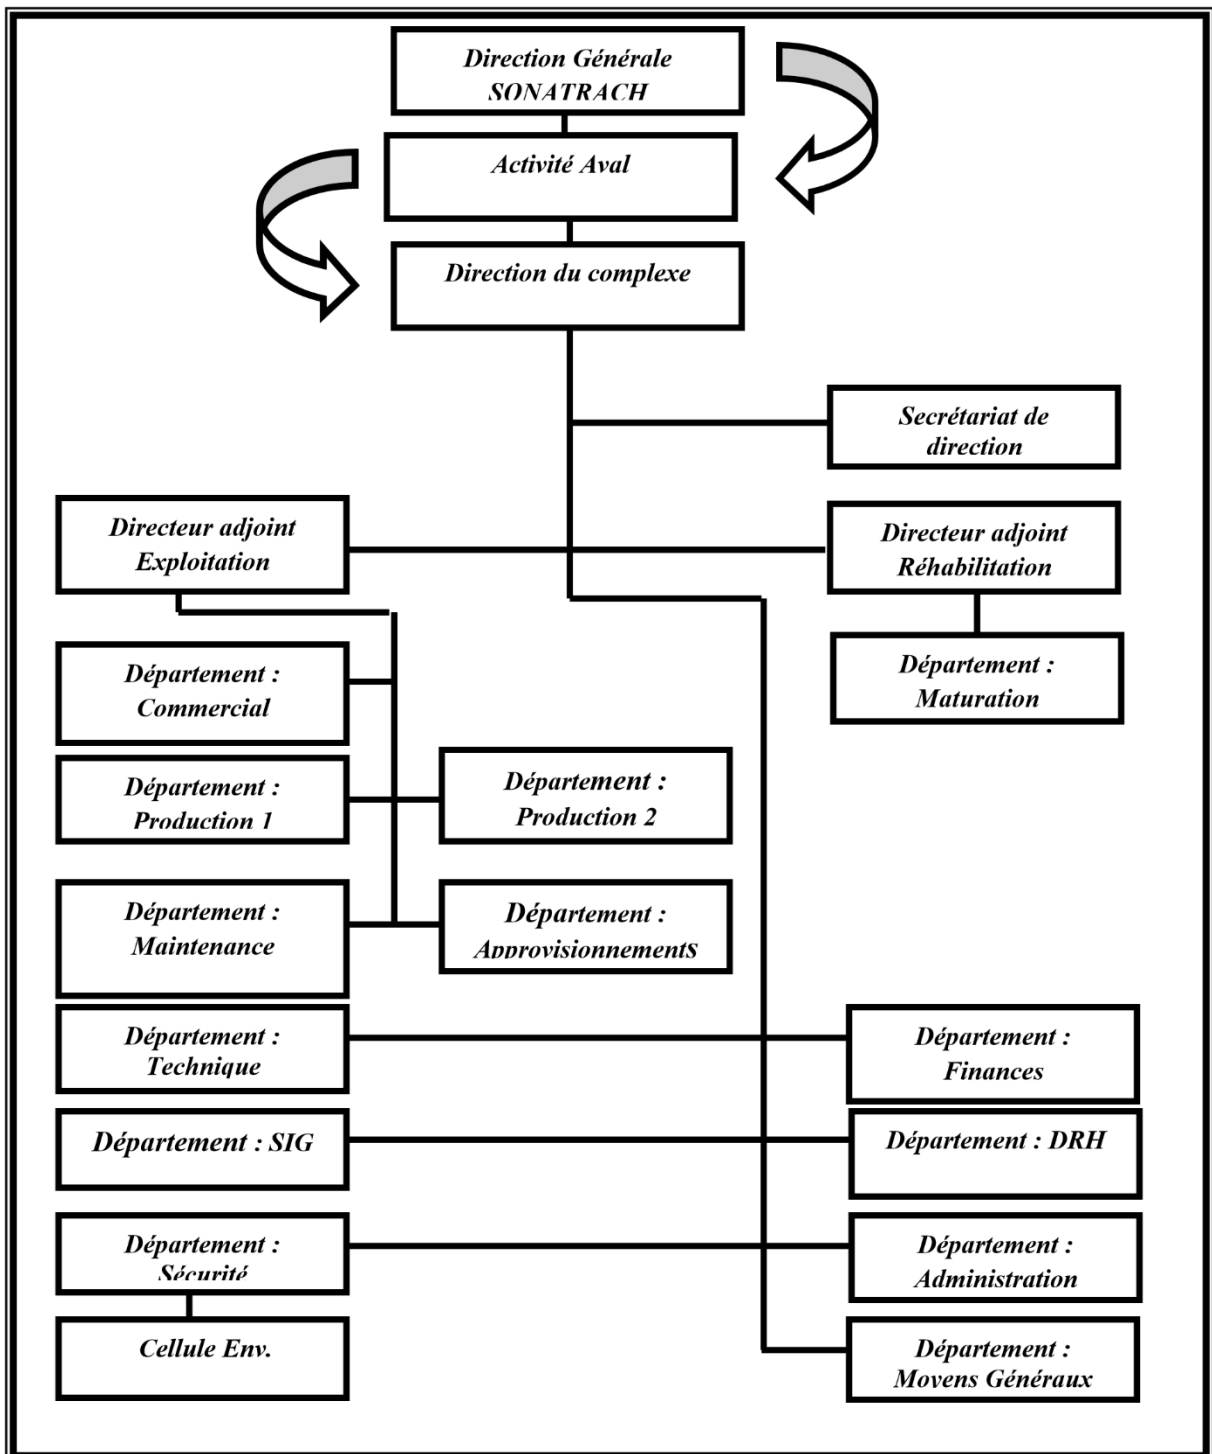 Direction Générale
SONATRACH
Activité Aval
Direction du complexe
Secrétariat de
direction
Directeur adjoint
Exploitation
Directeur adjoint
Réhabilitation
Département :
Maturation
Département :
Commercial
Département :
Production 1
Département :
Production 2
Département :
Maintenance
Département :
Approvisionnements
Département :
Technique
Département :
Finances
Département : SIG
Département : DRH
Département :
Sécurité
Département :
Administration
Cellule Env.
Département :
Moyens Généraux